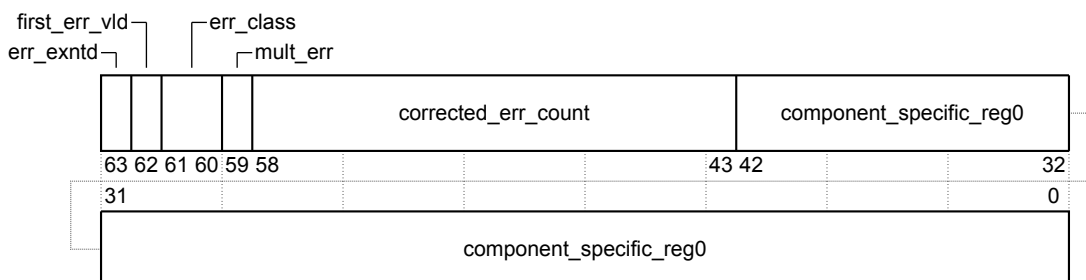 first_err_vld err_class
err_exntd mult_err
corrected_err_count component_specific_reg0
63 62 61 60 59 58 43 42 32
31 0
component_specific_reg0